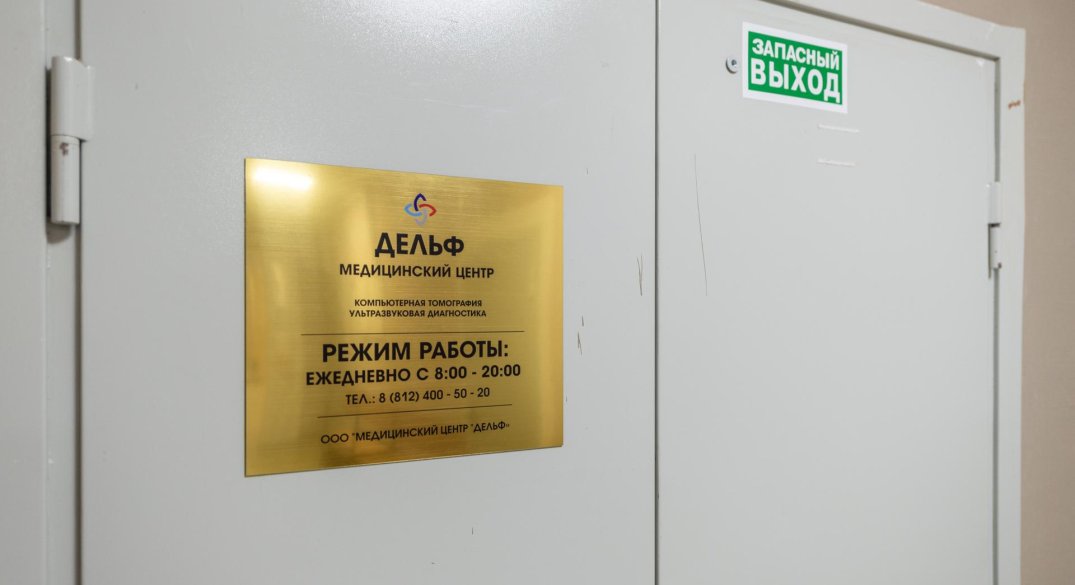 ДЕЛЬФ
МЕДИЦИНСКИЙ ЦЕНТР
КОМПЬЮТЕРНАЯ ТОМОГРАФИЯ
УЛЬТРАЗВУКОВАЯ ДИАГНОСТИКА
РЕЖИМ РАБОТЫ:
ЕЖЕДНЕВНО С 8:00 - 20:00
ТЕЛ.: 8 (812) 400 - 50 - 20
ООО "МЕДИЦИНСКИЙ ЦЕНТР "ДЕЛЬФ»
ЗАПАСНЫЙ
ВЫХОД